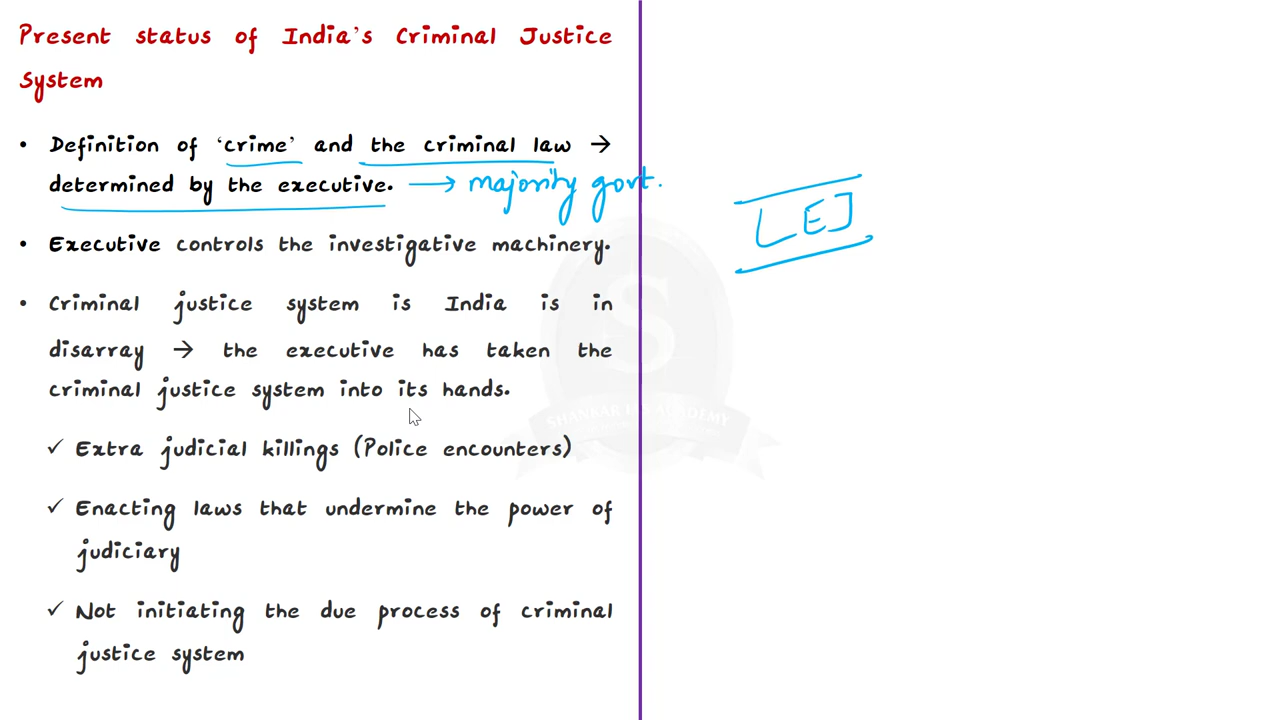 Present status of India's Criminal Justice
System
• Definition of 'crime' and the criminal law →
determined by the executive. → majority govt.
L E J
• Executive controls the investigative machinery.
• Criminal justice system is India is in
disarray → the executive has taken the
criminal justice system into its hands.
SHANKAR IAS ACADEMY
✓ Extra judicial killings (Police encounters)
✓ Enacting laws that undermine the power of
judiciary
✓ Not initiating the due process of criminal
justice system